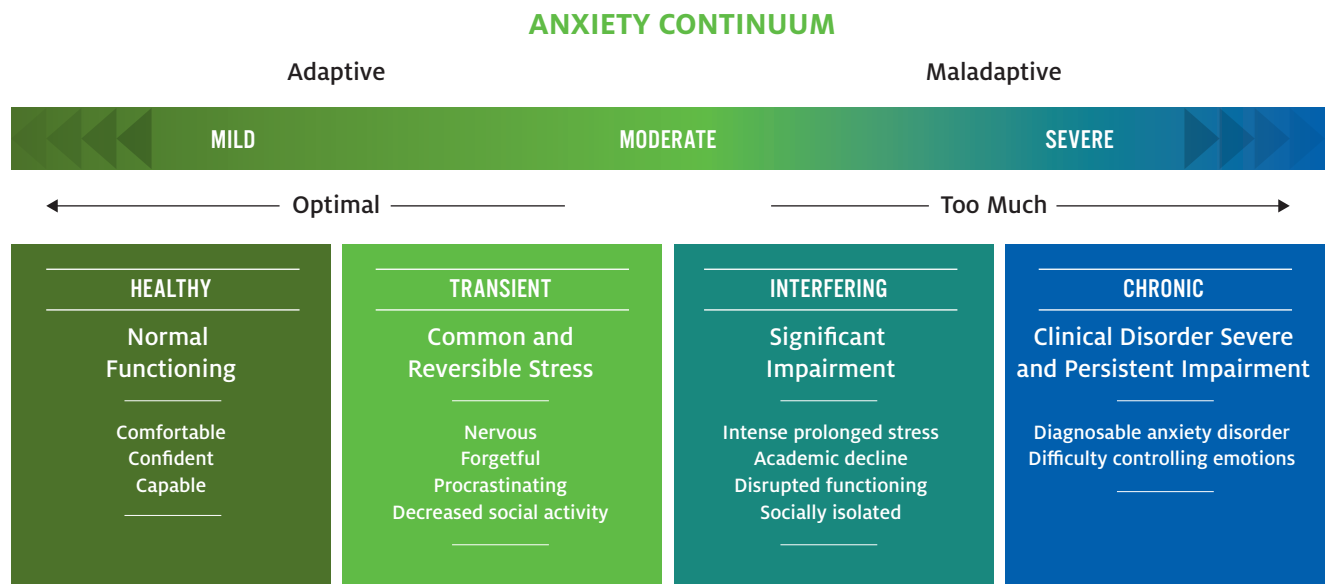 ANXIETY CONTINUUM
Adaptive
Maladaptive
MILD
MODERATE
SEVERE
Optimal
Too Much
HEALTHY
Normal
Functioning
Comfortable
Confident
Capable
TRANSIENT
Common and
Reversible Stress
Nervous
Forgetful
Procrastinating
Decreased social activity
INTERFERING
Significant
Impairment
Intense prolonged stress
Academic decline
Disrupted functioning
Socially isolated
CHRONIC
Clinical Disorder Severe
and Persistent Impairment
Diagnosable anxiety disorder
Difficulty controlling emotions